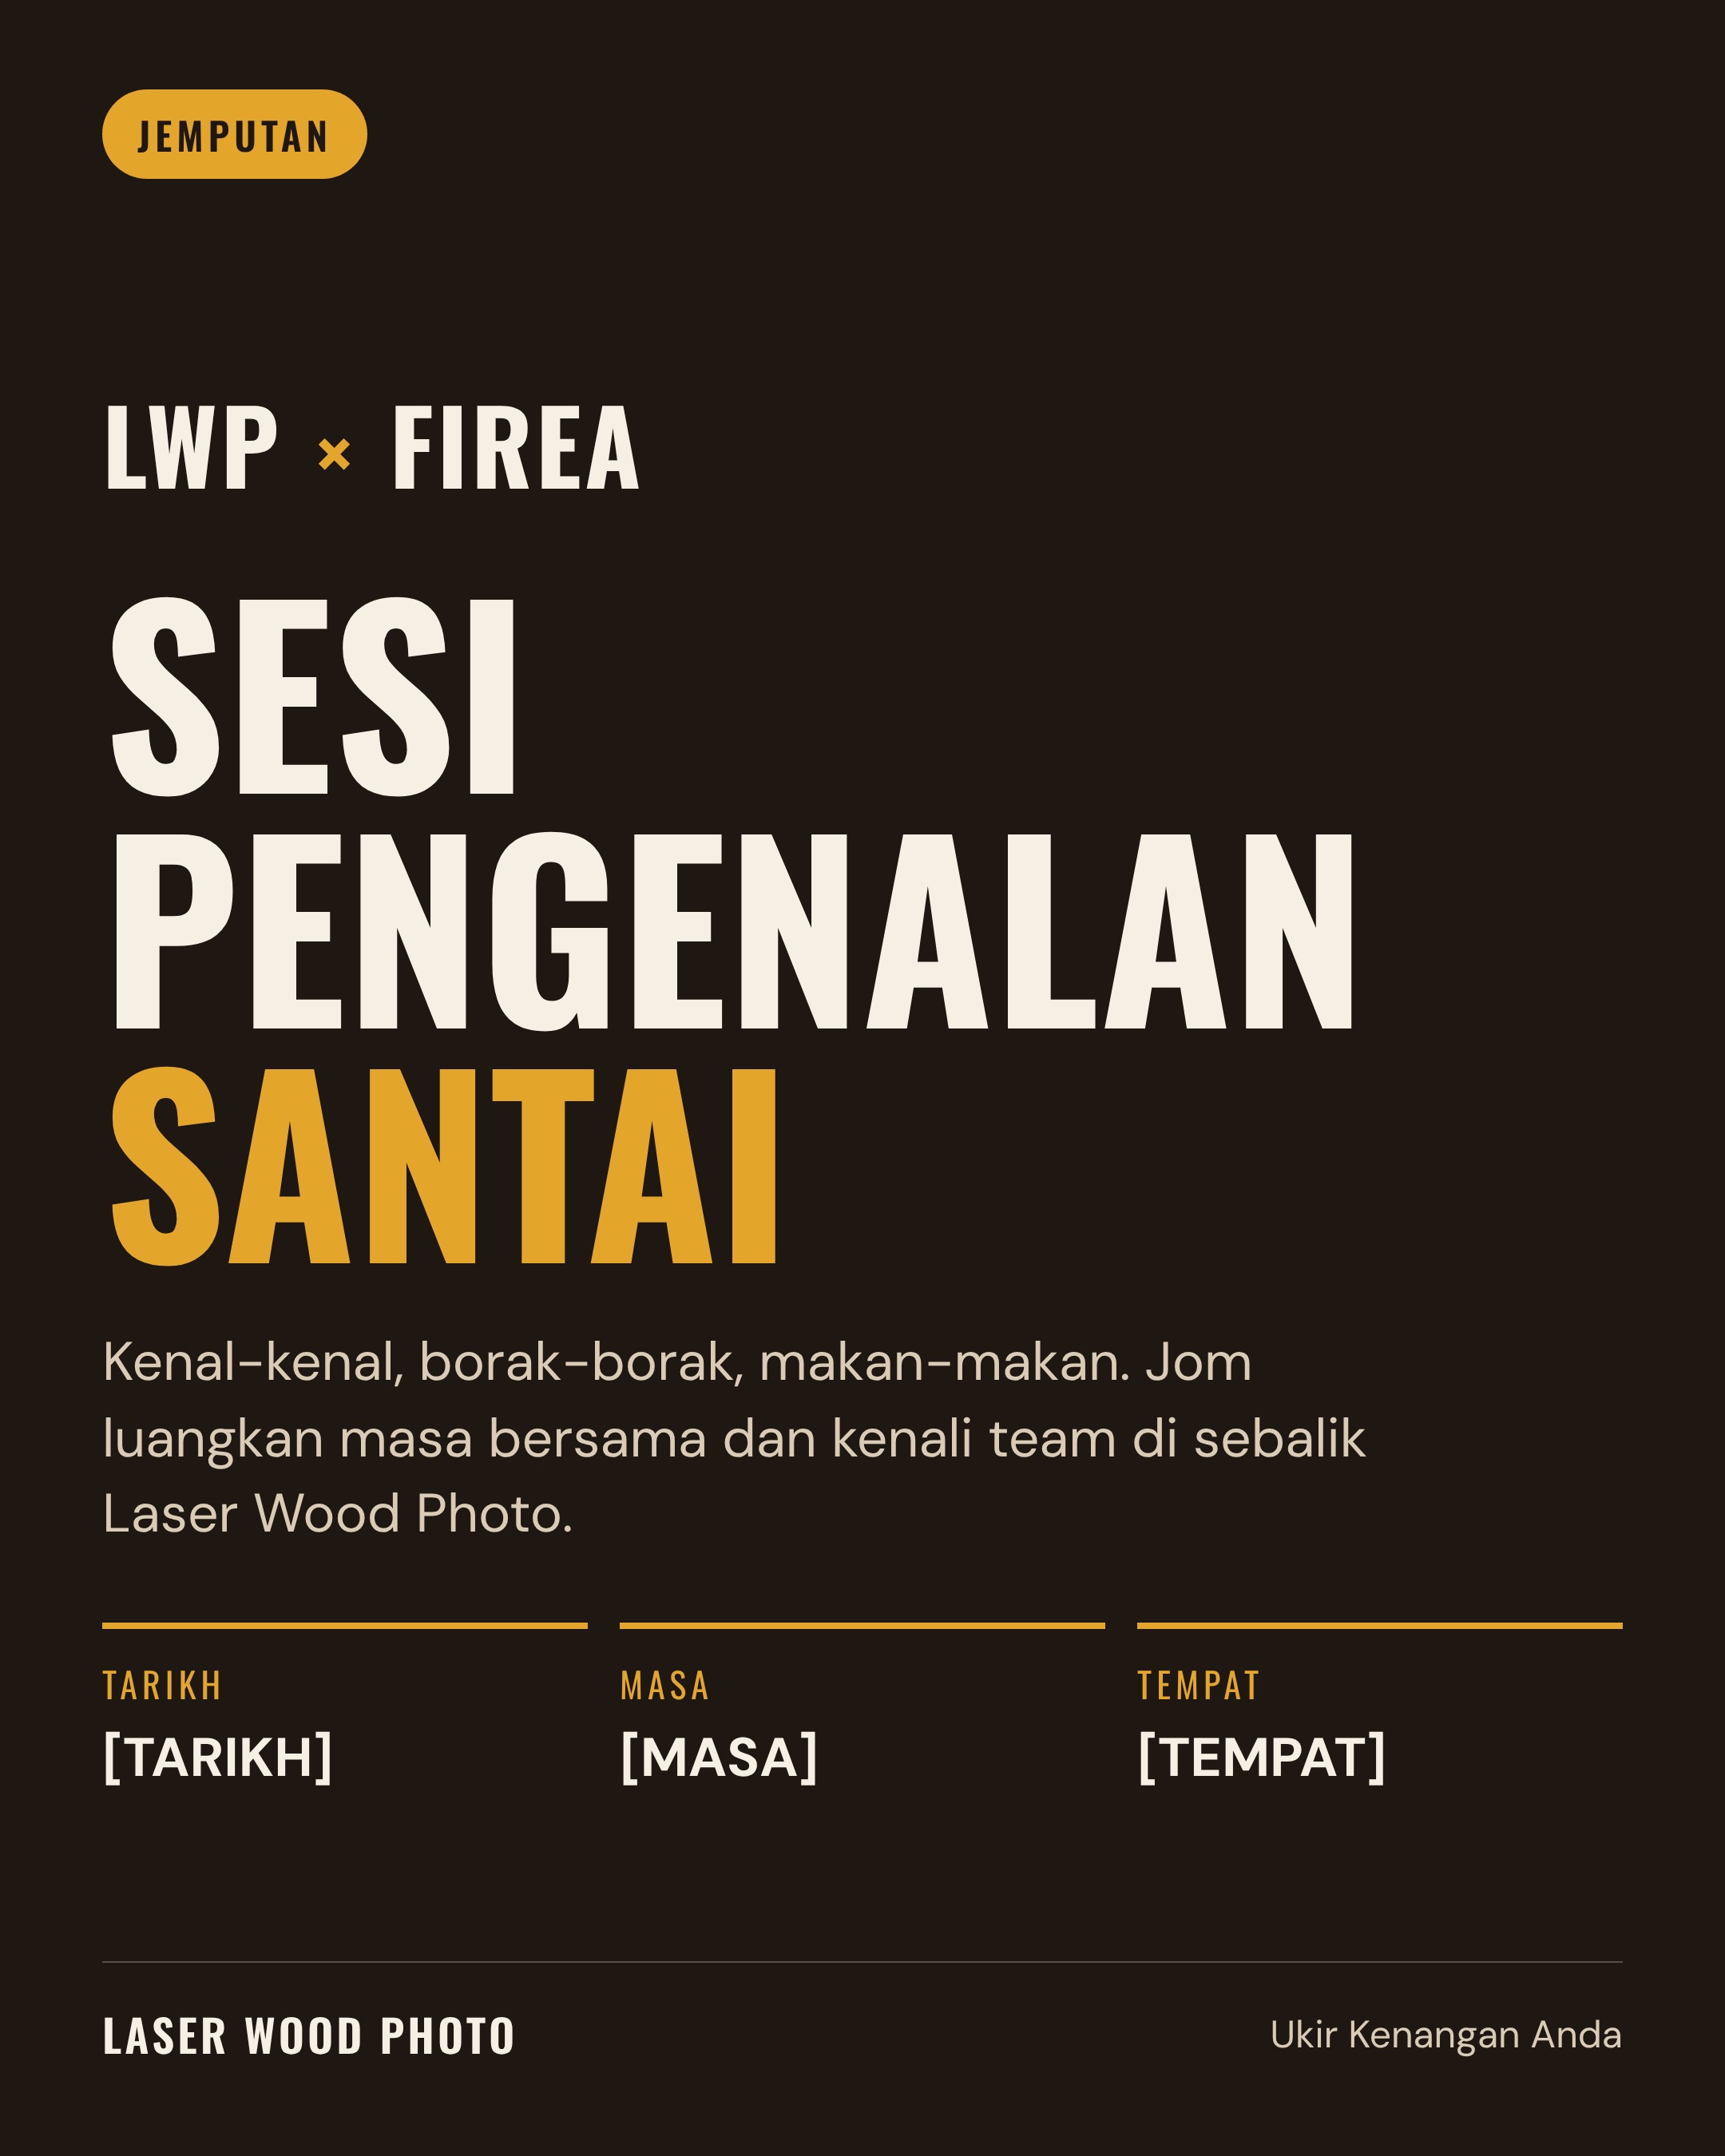 JEMPUTAN
LWP × FIREA
SESI
PENGENALAN
SANTAI
Kenal-kenal, borak-borak, makan-makan. Jom
luangkan masa bersama dan kenali team di sebalik
Laser Wood Photo.
TARIKH
[TARIKH]
MASA
[MASA]
TEMPAT
[TEMPAT]
LASER WOOD PHOTO
Ukir Kenangan Anda